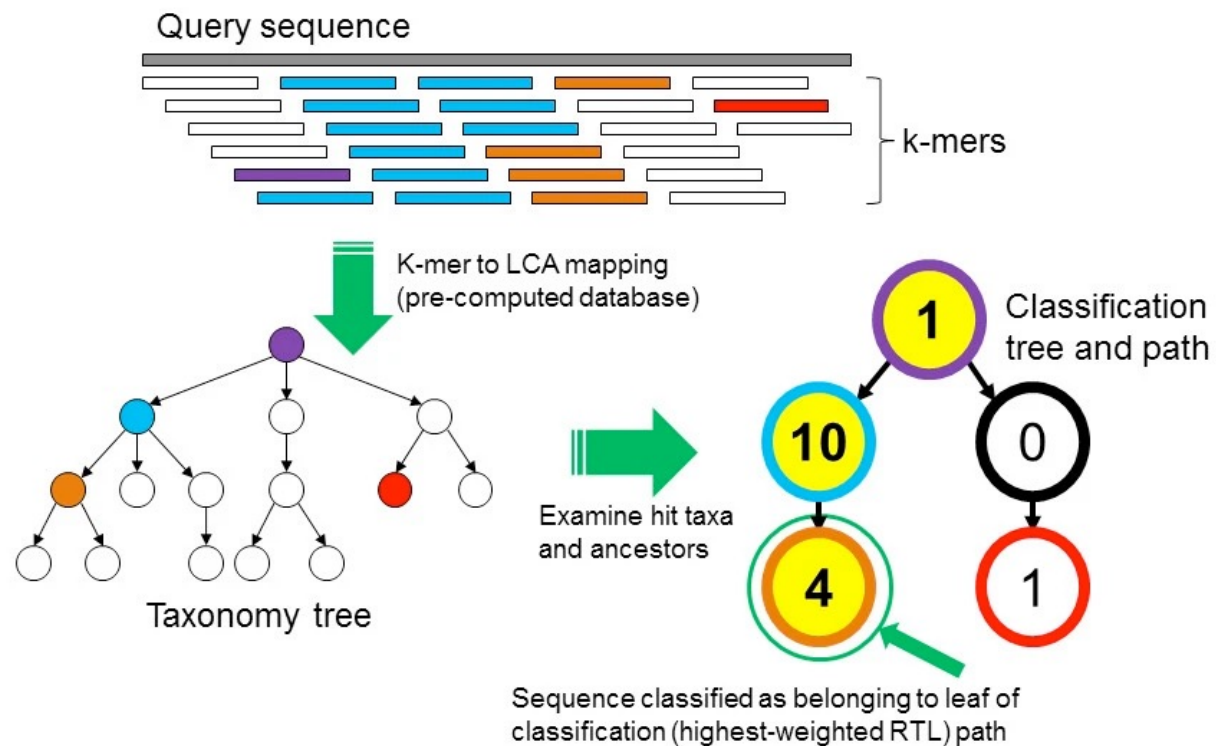 Query sequence
k-mers
K-mer to LCA mapping
(pre-computed database)
Classification
tree and path
1
10
0
4
1
Examine hit taxa
and ancestors
Taxonomy tree
Sequence classified as belonging to leaf of
classification (highest-weighted RTL) path